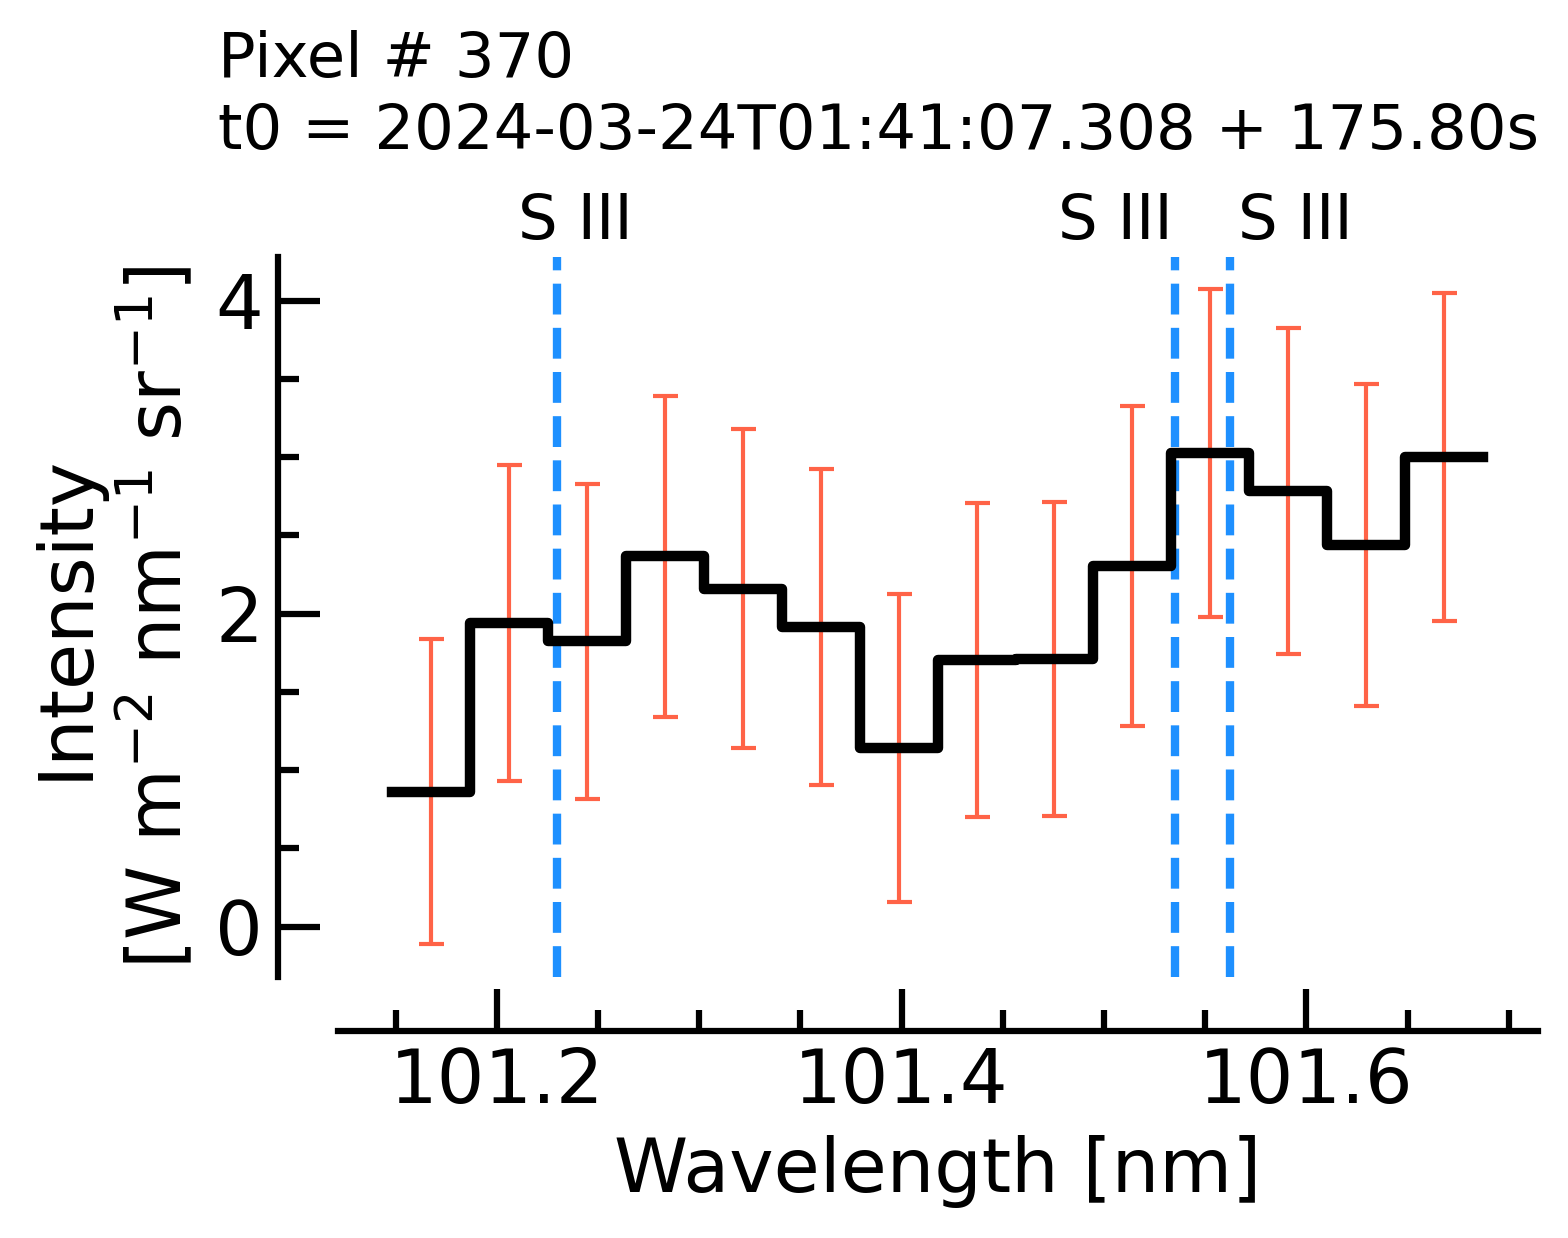 Pixel # 370
t0 = 2024-03-24T01:41:07.308 + 175.80s
S III
S III
S III
Intensity
[W m⁻² nm⁻¹ sr⁻¹]
4
2
0
101.2
101.4
101.6
Wavelength [nm]